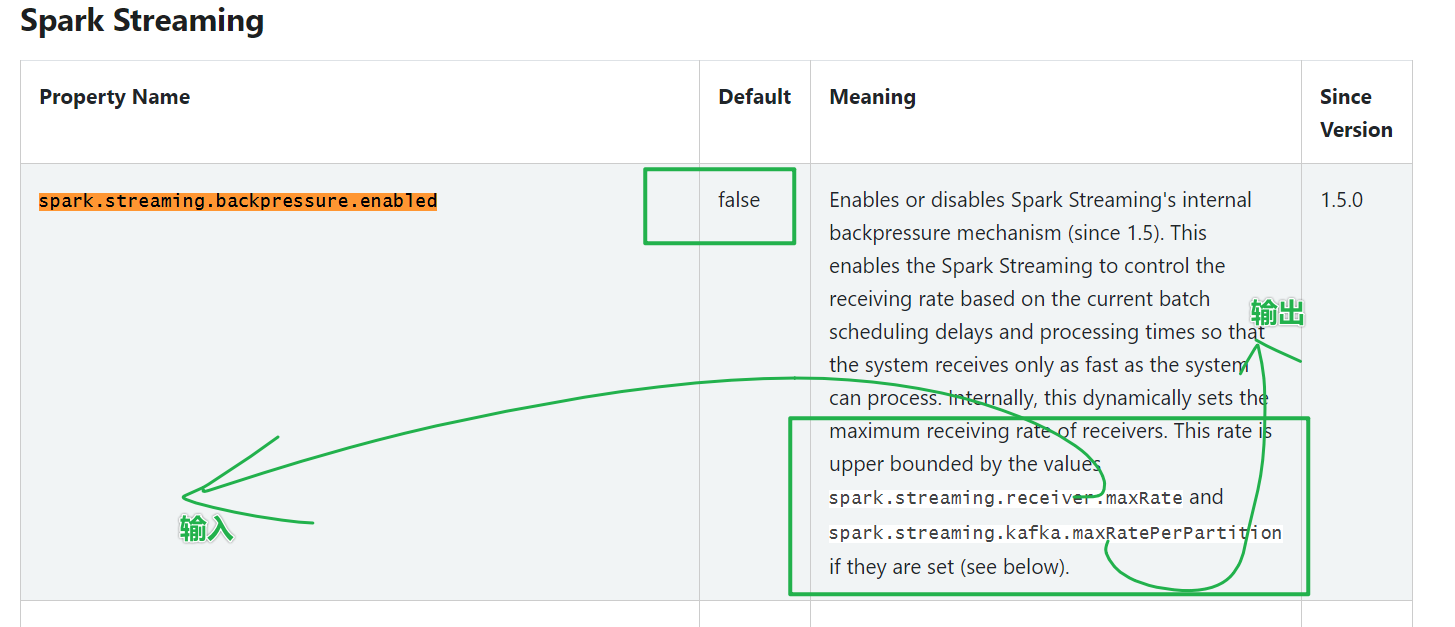 Spark Streaming
Property Name
Default
Meaning
Since
Version
spark.streaming.backpressure.enabled
false
Enables or disables Spark Streaming's internal
backpressure mechanism (since 1.5). This
enables the Spark Streaming to control the
receiving rate based on the current batch
scheduling delays and processing times so that
the system receives only as fast as the system
can process. Internally, this dynamically sets the
maximum receiving rate of receivers. This rate is
upper bounded by the values
spark.streaming.receiver.maxRate and
spark.streaming.kafka.maxRatePerPartition
if they are set (see below).
1.5.0
输出
输入